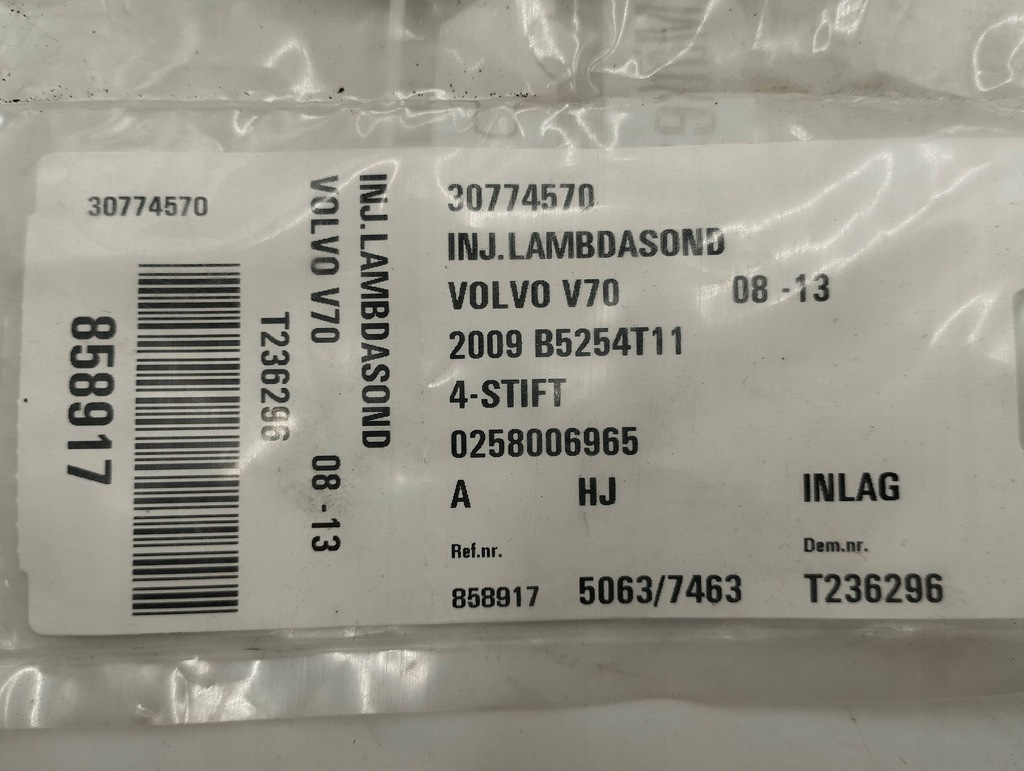 30774570
858917
T236296
VOLVO V70 08 -13
INJ.LAMBDASOND
30774570
INJ.LAMBDASOND
VOLVO V70 08 -13
2009 B5254T11
4-STIFT
0258006965
A HJ INLAG
Ref.nr. Dem.nr.
858917 5063/7463 T236296